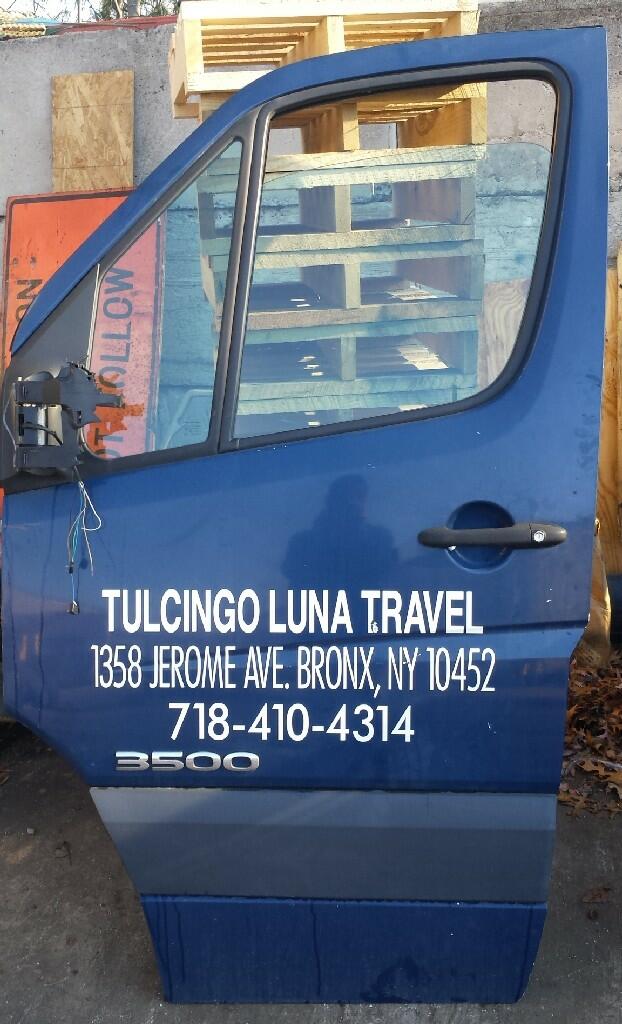 TULCINGO LUNA TRAVEL
1358 JEROME AVE. BRONX, NY 10452
718-410-4314
3500